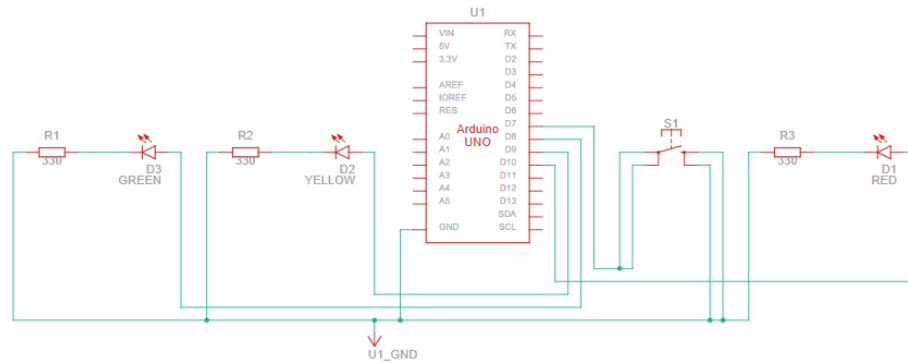 U1
VIN
5V
3.3V
AREF
IOREF
RES
A0
A1
A2
A3
A4
A5
GND
Arduino
UNO
RX
TX
D2
D3
D4
D5
D6
D7
D8
D9
D10
D11
D12
D13
SDA
SCL
R1
330
D3
GREEN
R2
330
D2
YELLOW
S1
R3
330
D1
RED
U1_GND